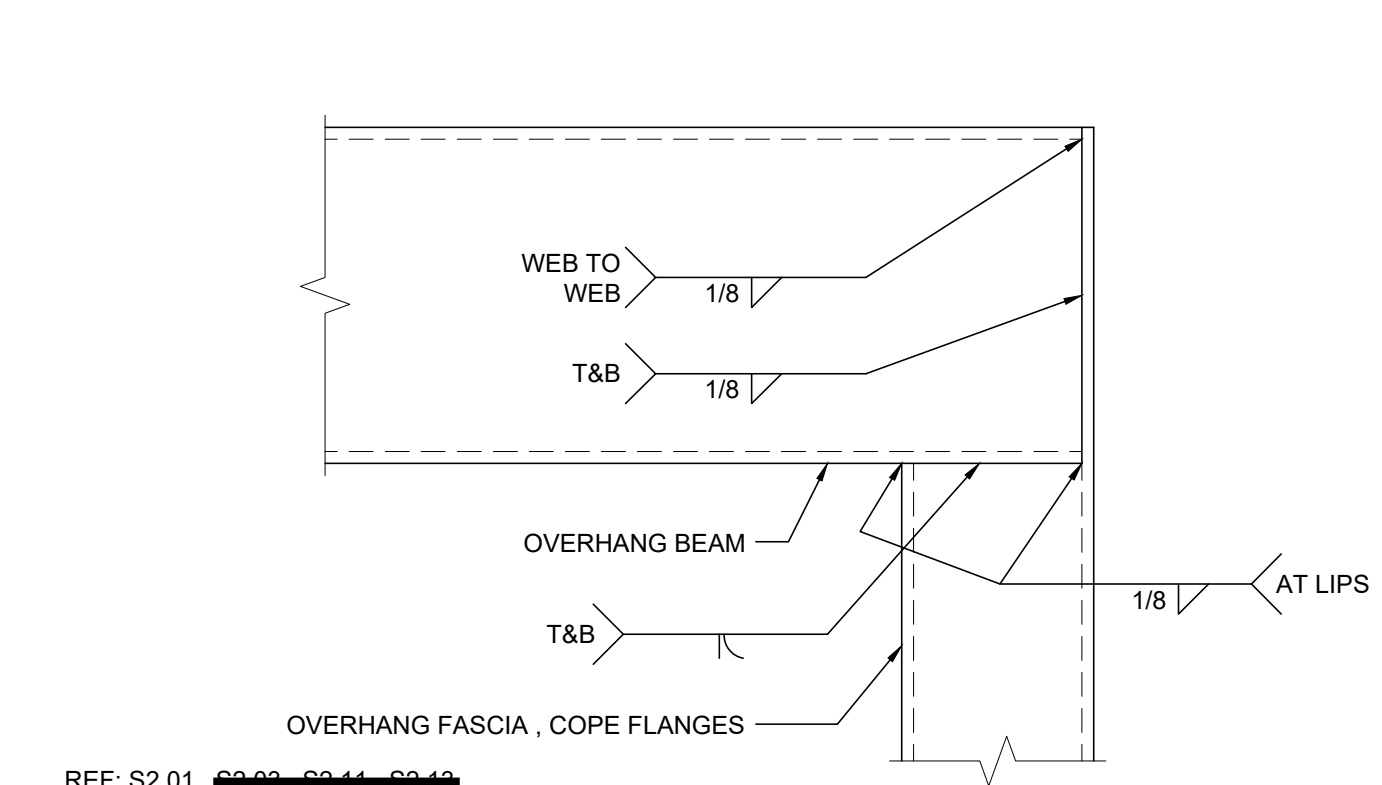 WEB TO
WEB
1/8
T&B
1/8
OVERHANG BEAM
AT LIPS
1/8
T&B
OVERHANG FASCIA , COPE FLANGES
REF: S2.01